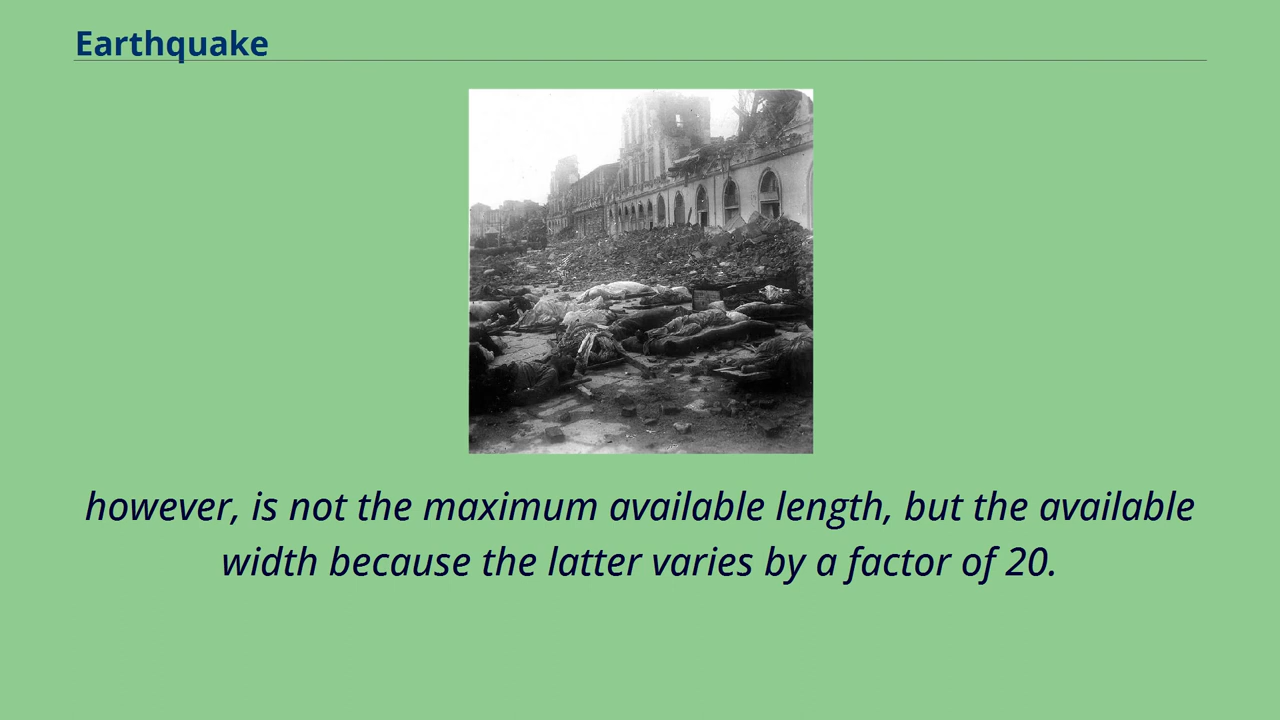 Earthquake
however, is not the maximum available length, but the available
width because the latter varies by a factor of 20.